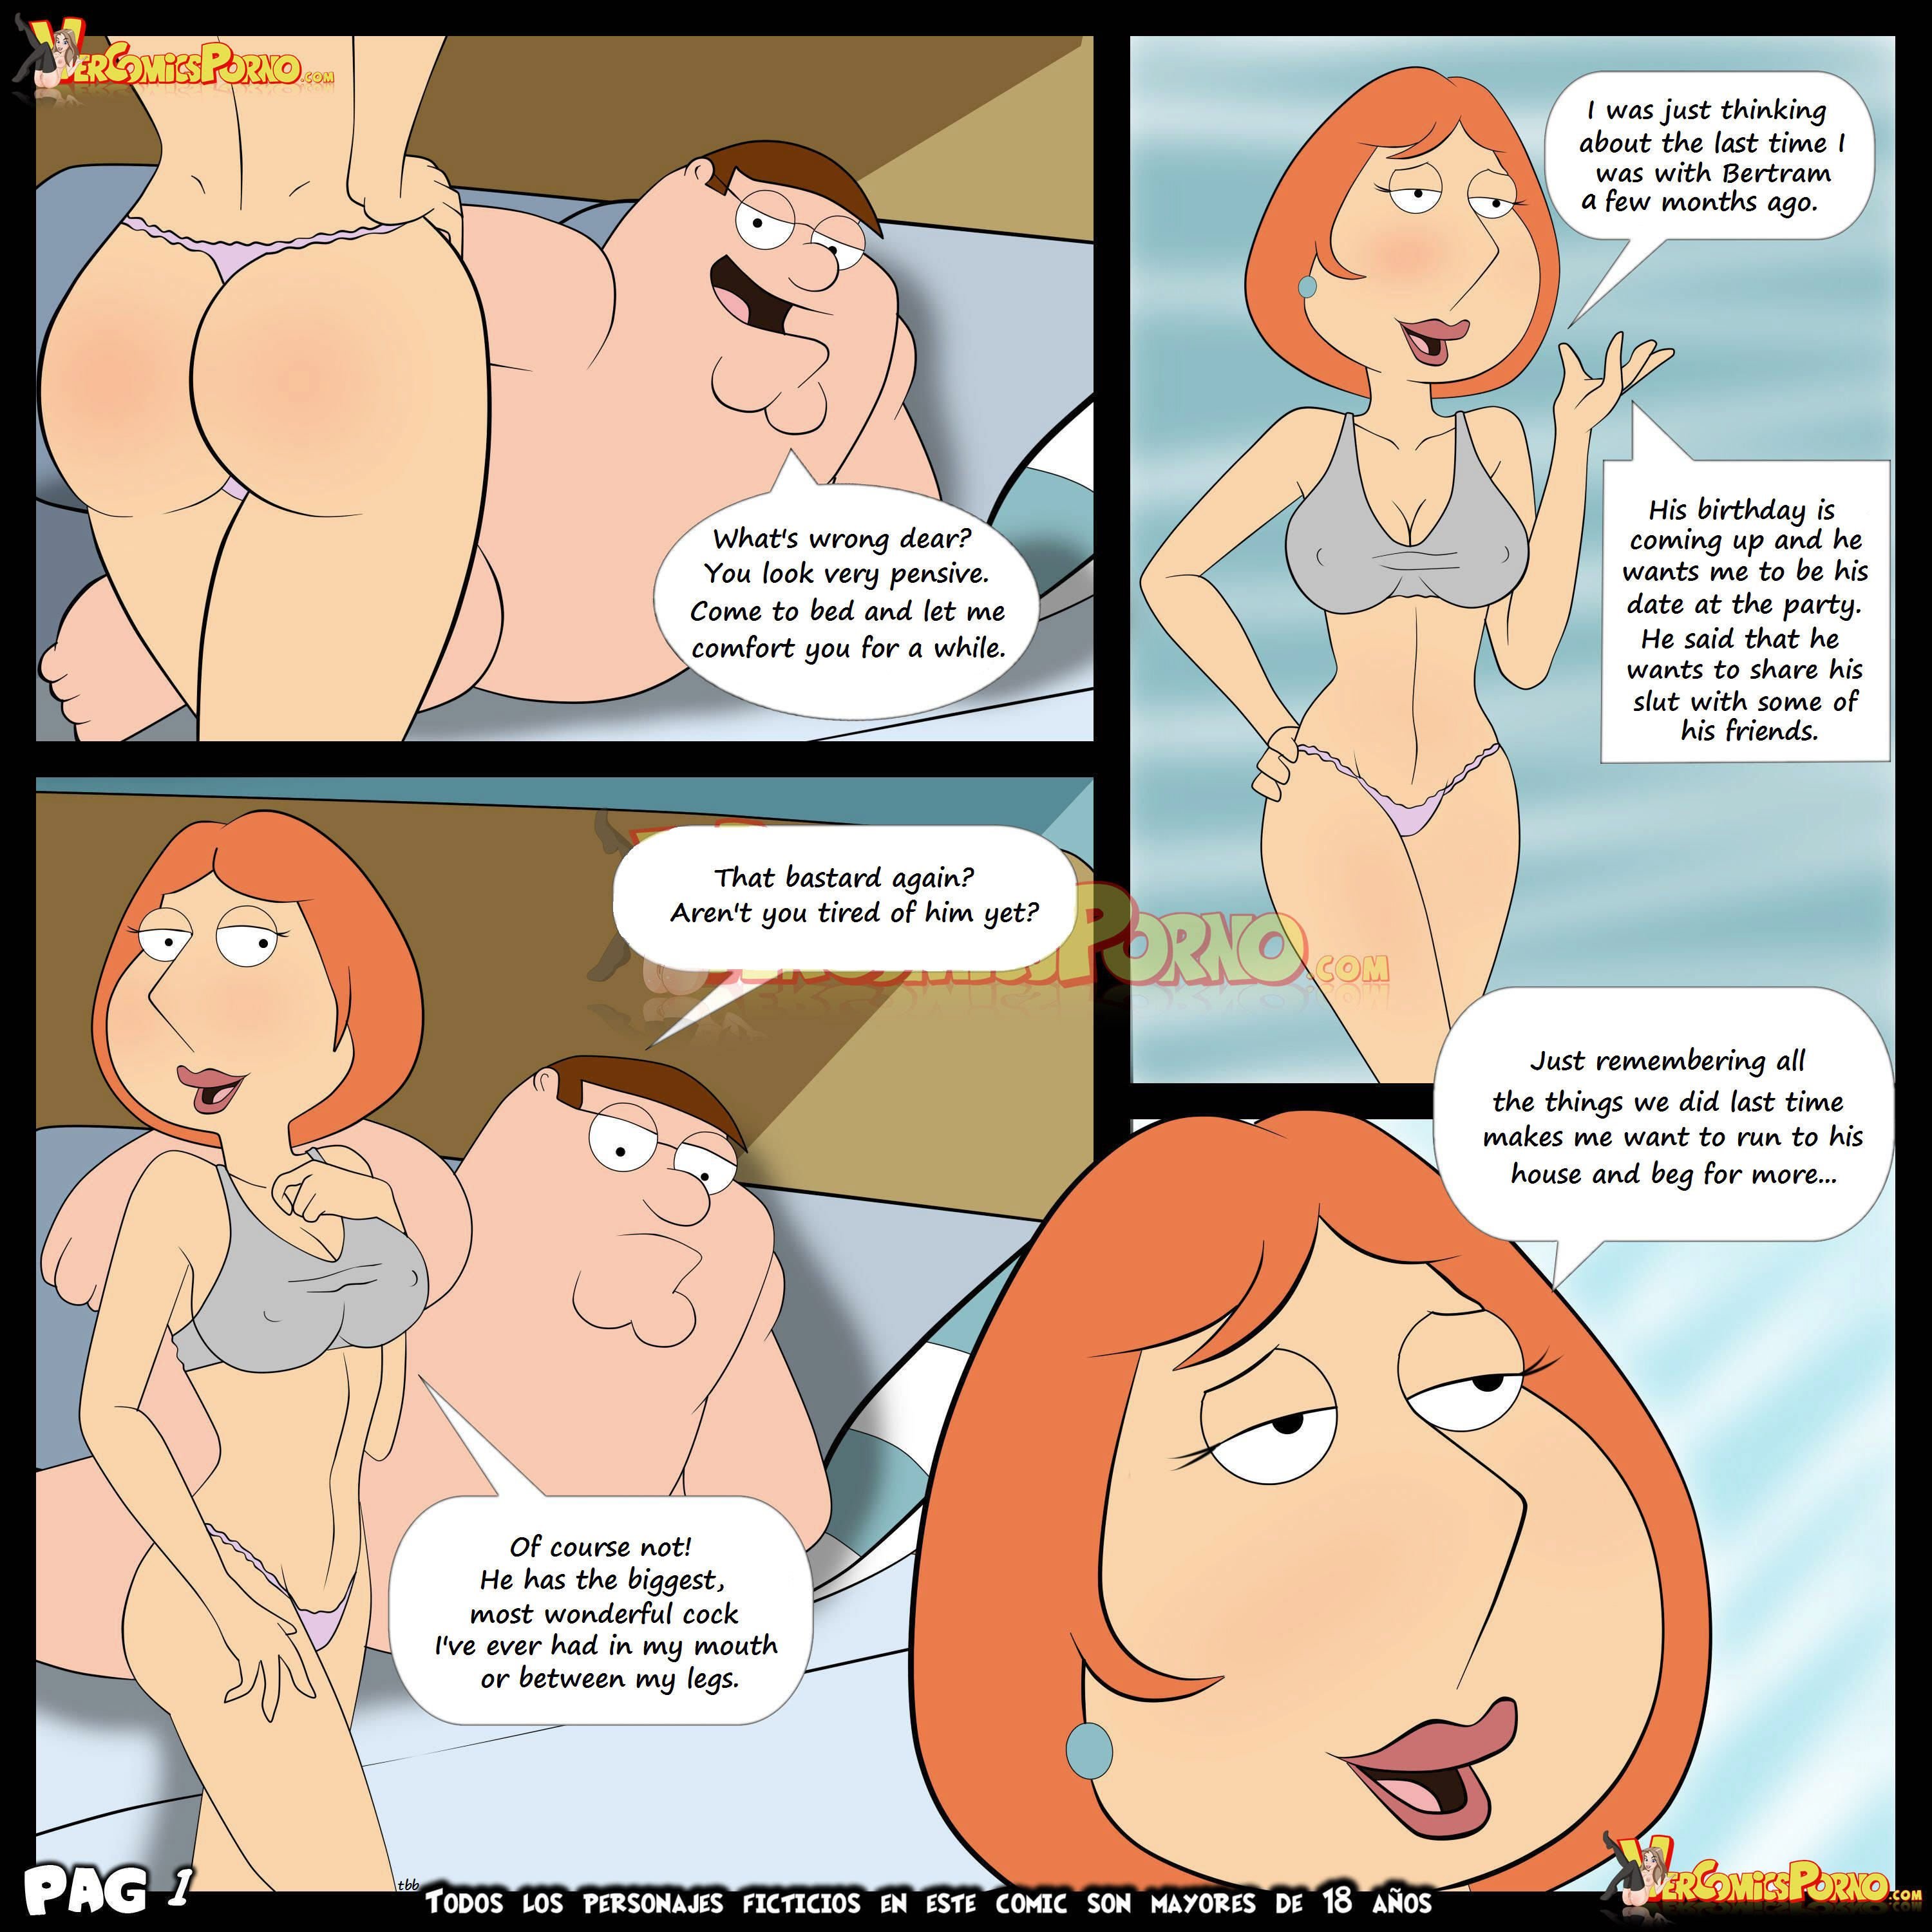 VerComicsPorno.com
What's wrong dear?
You look very pensive.
Come to bed and let me
comfort you for a while.
I was just thinking
about the last time I
was with Bertram
a few months ago.
His birthday is
coming up and he
wants me to be his
date at the party.
He said that he
wants to share his
slut with some of
his friends.
That bastard again?
Aren't you tired of him yet?
Of course not!
He has the biggest,
most wonderful cock
I've ever had in my mouth
or between my legs.
Porno.com
Just remembering all
the things we did last time
makes me want to run to his
house and beg for more...
PAG 1
tbb
TODOS LOS PERSONAJES FICTICIOS EN ESTE COMIC SON MAYORES DE 18 AÑOS
VerComicsPorno.com